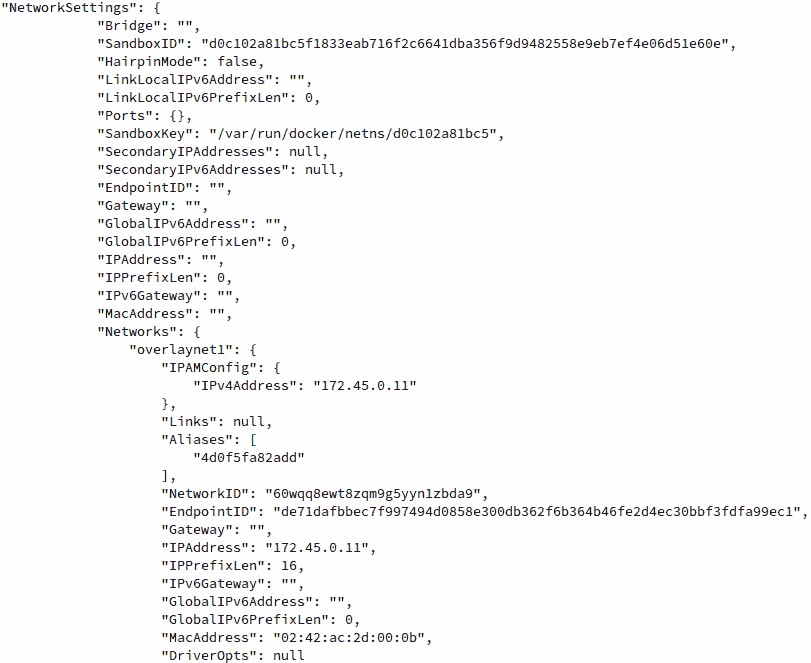 "NetworkSettings": {
"Bridge": "",
"SandboxID": "d0c102a81bc5f1833eab716f2c6641dba356f9d9482558e9eb7ef4e06d51e60e",
"HairpinMode": false,
"LinkLocalIPv6Address": "",
"LinkLocalIPv6PrefixLen": 0,
"Ports": {},
"SandboxKey": "/var/run/docker/netns/d0c102a81bc5",
"SecondaryIPAddresses": null,
"SecondaryIPv6Addresses": null,
"EndpointID": "",
"Gateway": "",
"GlobalIPv6Address": "",
"GlobalIPv6PrefixLen": 0,
"IPAddress": "",
"IPPrefixLen": 0,
"IPv6Gateway": "",
"MacAddress": "",
"Networks": {
"overlaynet1": {
"IPAMConfig": {
"IPv4Address": "172.45.0.11"
},
"Links": null,
"Aliases": [
"4d0f5fa82add"
],
"NetworkID": "60wqq8ewt8zqm9g5yyn1zbda9",
"EndpointID": "de71dafbbec7f997494d0858e300db362f6b364b46fe2d4ec30bbf3fdfa99ec1",
"Gateway": "",
"IPAddress": "172.45.0.11",
"IPPrefixLen": 16,
"IPv6Gateway": "",
"GlobalIPv6Address": "",
"GlobalIPv6PrefixLen": 0,
"MacAddress": "02:42:ac:2d:00:0b",
"DriverOpts": null